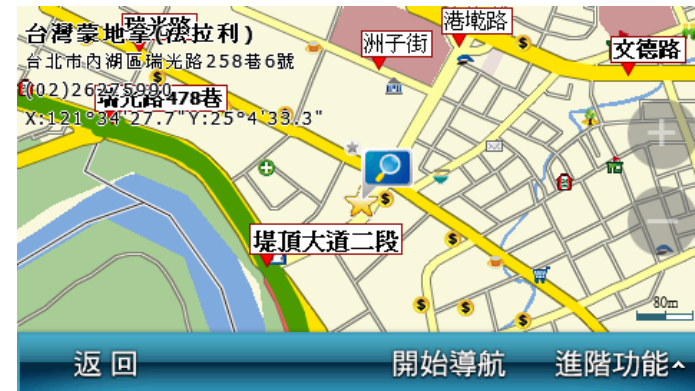 台灣蒙地拿(法拉利)
台北市內湖區瑞光路258巷6號
(02)26275990
X:121°34'27.7"Y:25°4'33.3"
瑞光路
港墘路
洲子街
文德路
瑞光路478巷
堤頂大道二段
80m
返回
開始導航
進階功能